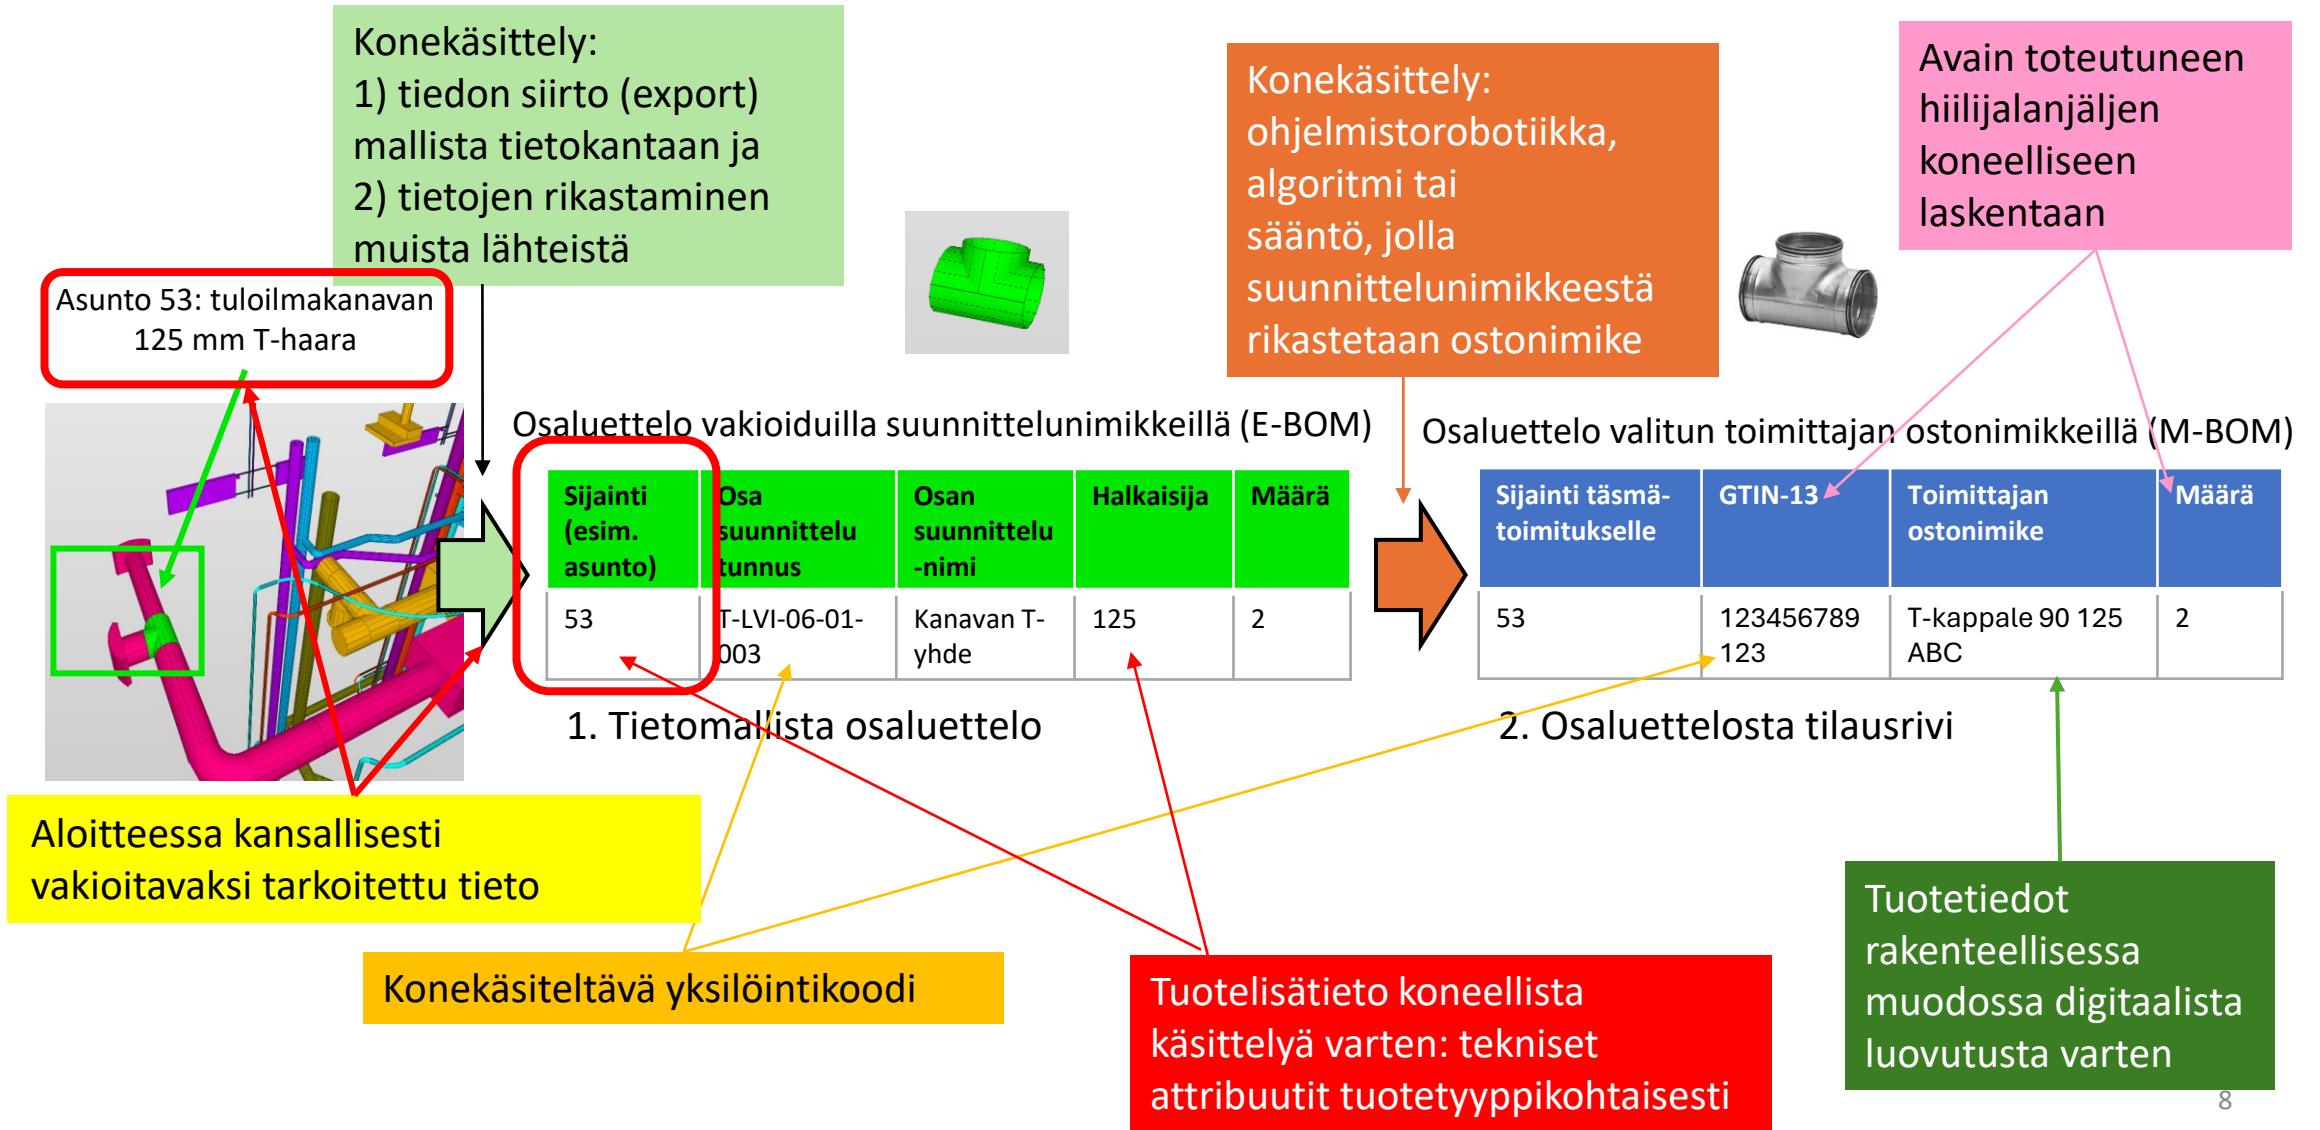 Konekäsittely:
1) tiedon siirto (export)
mallista tietokantaan ja
2) tietojen rikastaminen
muista lähteistä
Konekäsittely:
ohjelmistorobotiikka,
algoritmi tai
sääntö, jolla
suunnittelunimikkeestä
rikastetaan ostonimike
Avain toteutuneen
hiilijalanjäljen
koneelliseen
laskentaan
Asunto 53: tuloilmakanavan
125 mm T-haara
Osaluettelo vakioiduilla suunnittelunimikkeillä (E-BOM)
Sijainti
(esim.
asunto)
Osa
suunnittelu
tunnus
Osan
suunnittelu
-nimi
Halkaisija
Määrä
53
T-LVI-06-01-
003
Kanavan T-
yhde
125
2
1. Tietomallista osaluettelo
Osaluettelo valitun toimittajan ostonimikkeillä (M-BOM)
Sijainti täsmä-
toimitukselle
GTIN-13
Toimittajan
ostonimike
Määrä
53
123456789
123
T-kappale 90 125
ABC
2
2. Osaluettelosta tilausrivi
Aloitteessa kansallisesti
vakioitavaksi tarkoitettu tieto
Konekäsiteltävä yksilöintikoodi
Tuotelisätieto koneellista
käsittelyä varten: tekniset
attribuutit tuotetyyppikohtaisesti
Tuotetiedot
rakenteellisessa
muodossa digitaalista
luovutusta varten
8